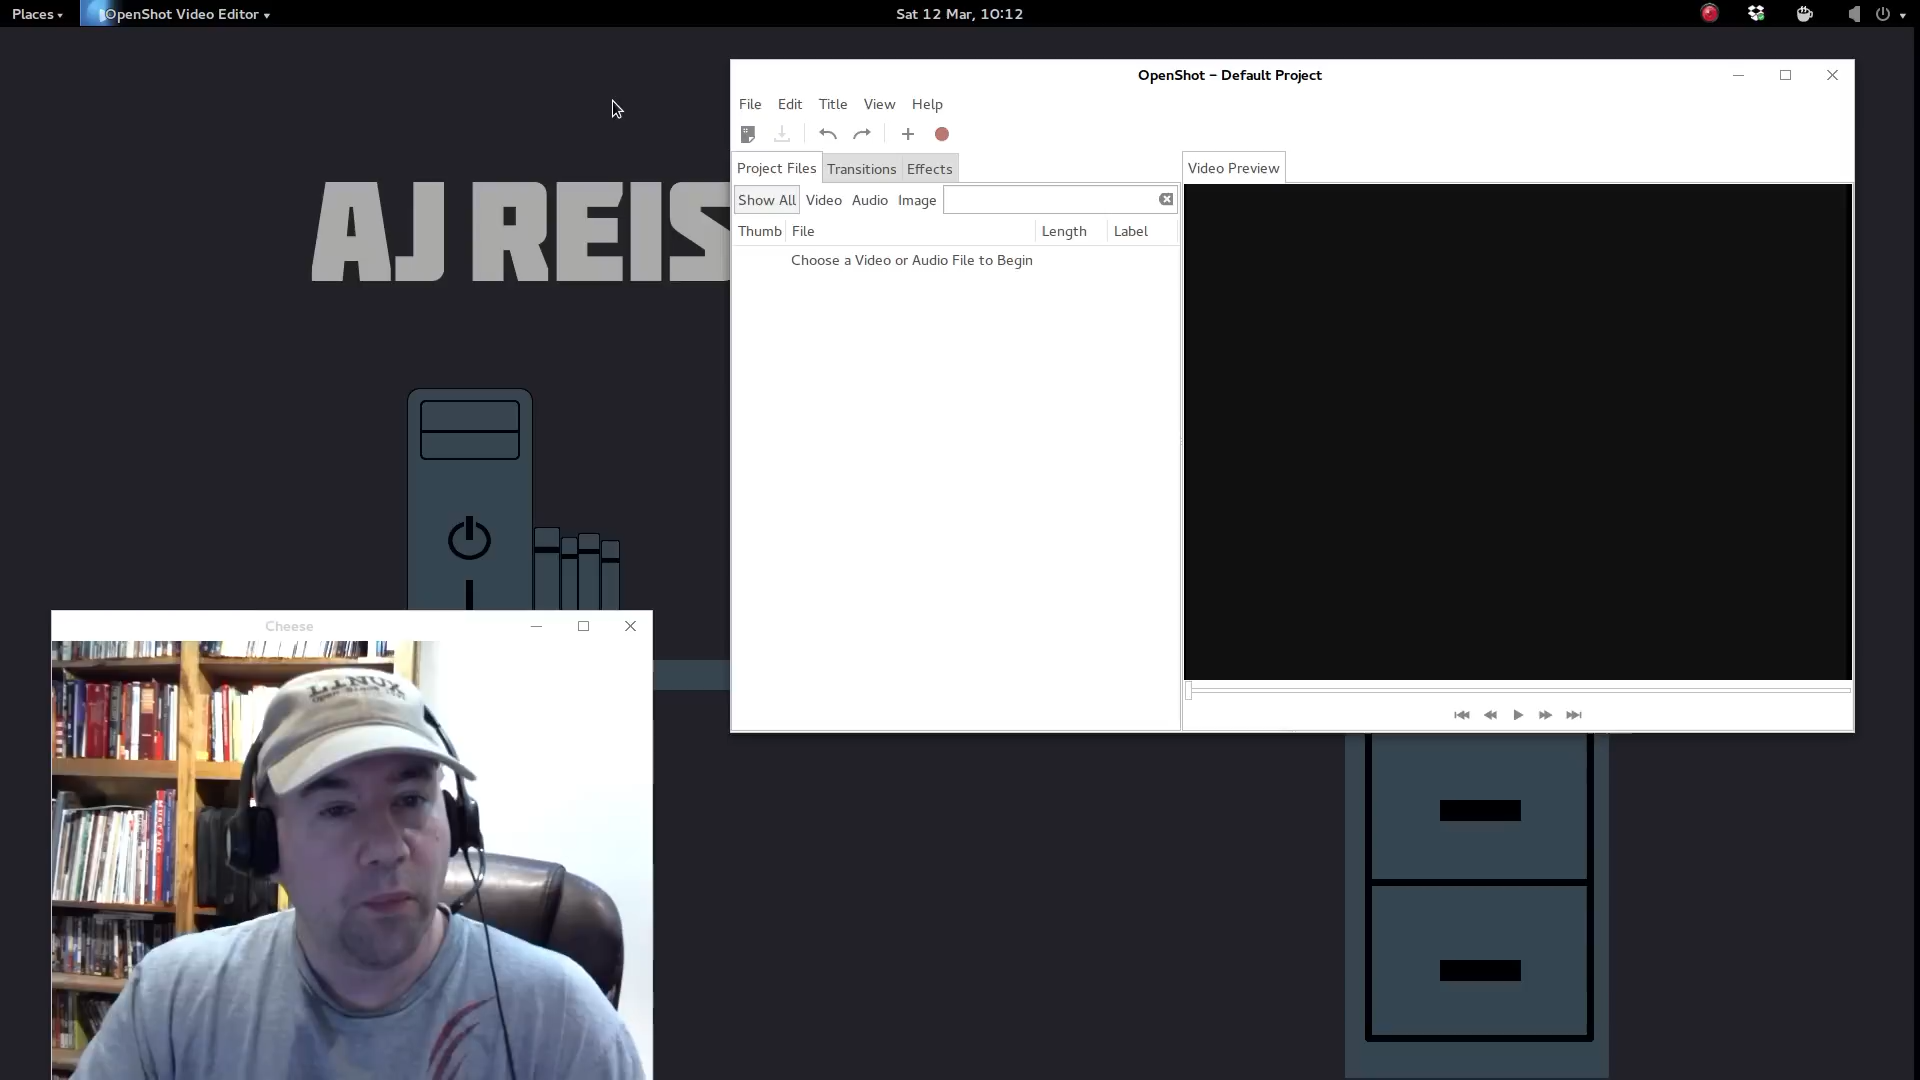 Places
OpenShot Video Editor
Sat 12 Mar, 10:12
AJ REIS
OpenShot – Default Project
File Edit Title View Help
Project Files Transitions Effects
Video Preview
Show All Video Audio Image
Thumb File Length Label
Choose a Video or Audio File to Begin
Cheese
LINUX